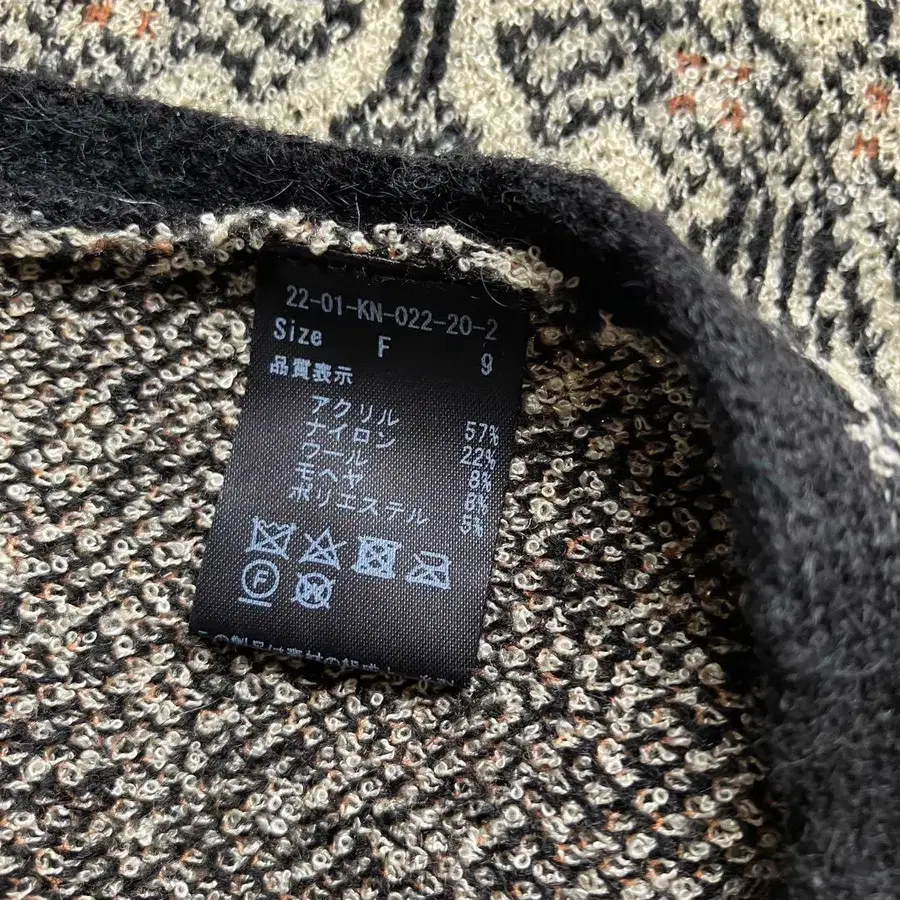 22-01-KN-022-20-2
Size F 9
品質表示
アクリル 57%
ナイロン 22%
ウール 8%
モヘヤ 8%
ポリエステル 5%
F W